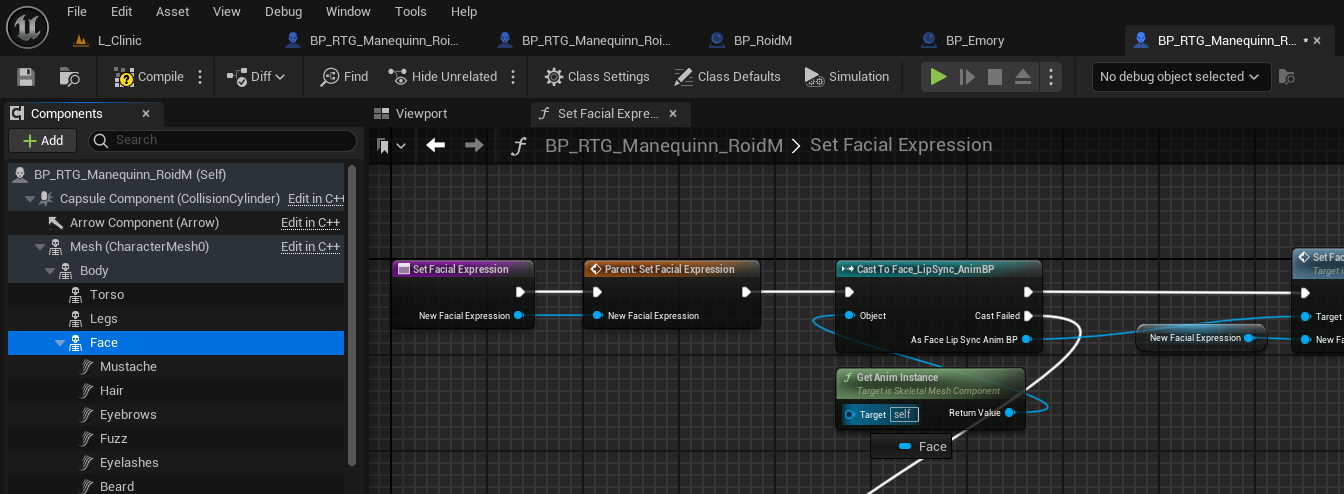 File Edit Asset View Debug Window Tools Help
L_Clinic BP_RTG_Manequinn_Roi... BP_RTG_Manequinn_Roi... BP_RoidM BP_Emory BP_RTG_Manequinn_R...
Compile Diff Find Hide Unrelated Class Settings Class Defaults Simulation No debug object selected
Components
Viewport Set Facial Expre...
Add Search
BP_RTG_Manequinn_RoidM > Set Facial Expression
BP_RTG_Manequinn_RoidM (Self)
Capsule Component (CollisionCylinder) Edit in C++
Arrow Component (Arrow) Edit in C++
Mesh (CharacterMesh0) Edit in C++
Body
Torso
Legs
Face
Mustache
Hair
Eyebrows
Fuzz
Eyelashes
Beard
Set Facial Expression
New Facial Expression
Parent: Set Facial Expression
New Facial Expression
Cast To Face_LipSync_AnimBP
Object Cast Failed
As Face Lip Sync Anim BP
Get Anim Instance
Target is Skeletal Mesh Component
Target self Return Value
Face
New Facial Expression
Set Fac
Target is
Target
New Fa